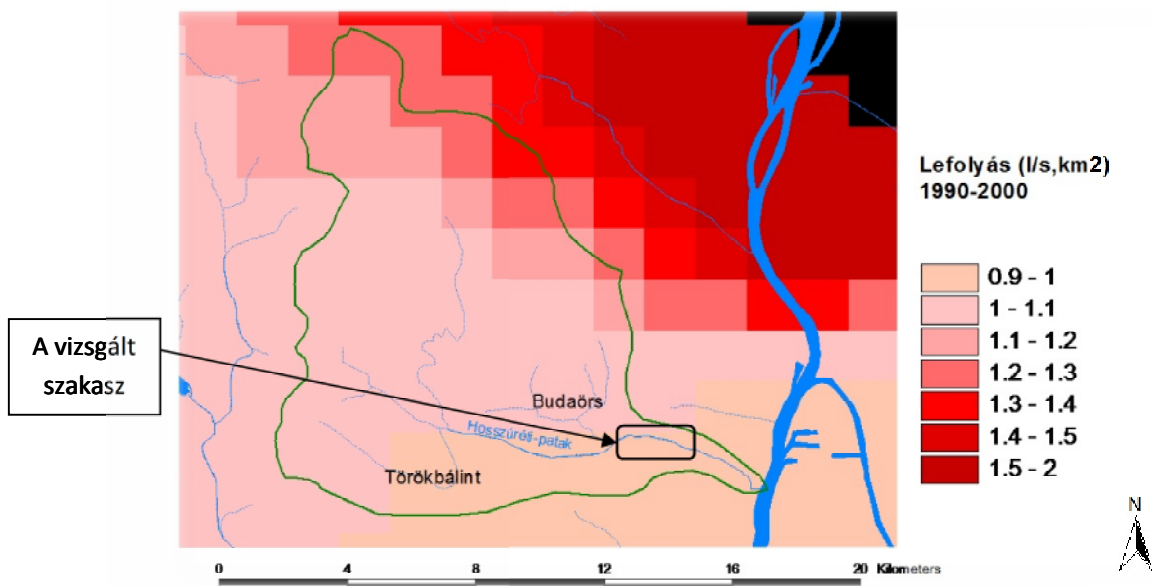 Lefolyás (l/s,km2)
1990-2000
0.9 - 1
1 - 1.1
1.1 - 1.2
1.2 - 1.3
1.3 - 1.4
1.4 - 1.5
1.5 - 2
A vizsgált
szakasz
Budaörs
Hosszúréti-patak
Törökbálint
N
0 4 8 12 16 20 Kilometers